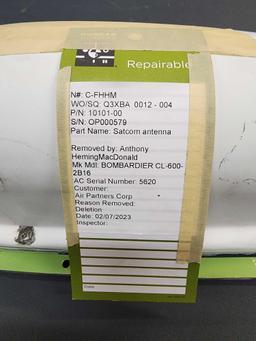 Repairable
N#: C-FHHM
WO/SQ: Q3XBA 0012 - 004
P/N: 10101-00
S/N: OP000579
Part Name: Satcom antenna
Removed by: Anthony
HemingMacDonald
Mk Mdl: BOMBARDIER CL-600-
2B16
AC Serial Number: 5620
Customer:
Air Partners Corp
Reason Removed:
Deletion
Date: 02/07/2023
Inspector:
Date: